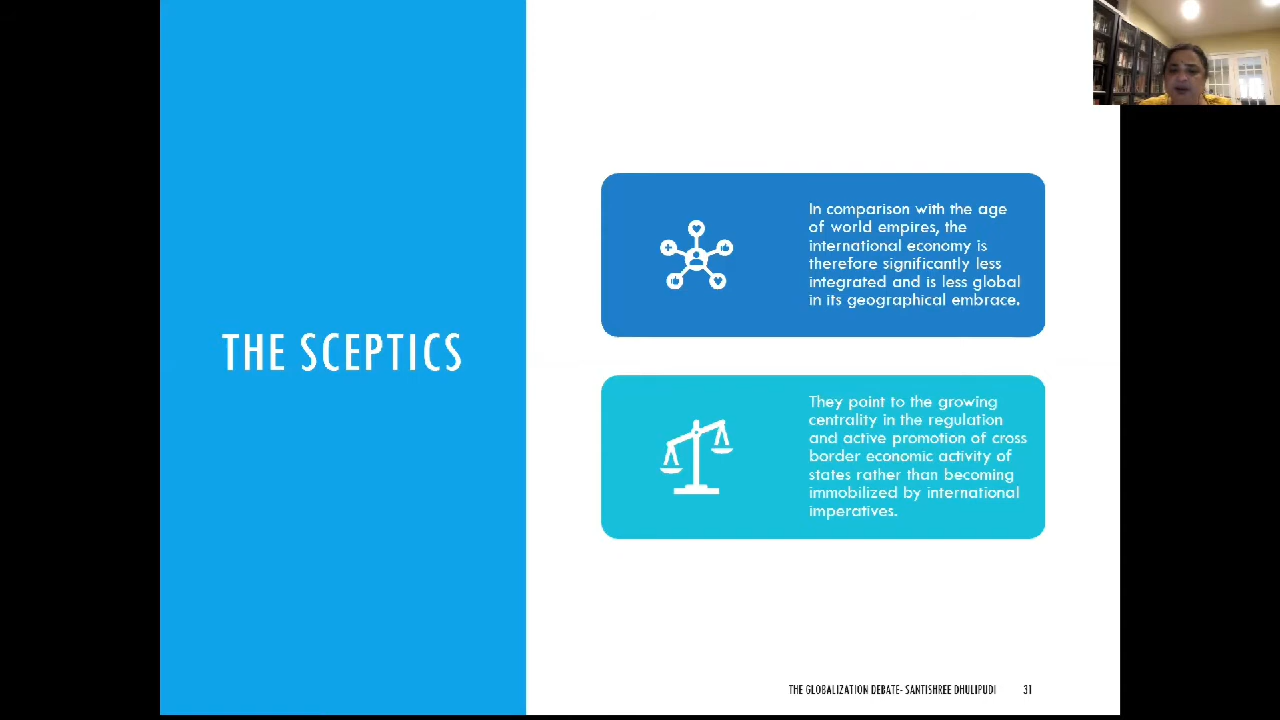 THE SCEPTICS
In comparison with the age
of world empires, the
international economy is
therefore significantly less
integrated and is less global
in its geographical embrace.
They point to the growing
centrality in the regulation
and active promotion of cross
border economic activity of
states rather than becoming
immobilized by international
imperatives.
THE GLOBALIZATION DEBATE- SANTISHREE DHULIPUDI 31